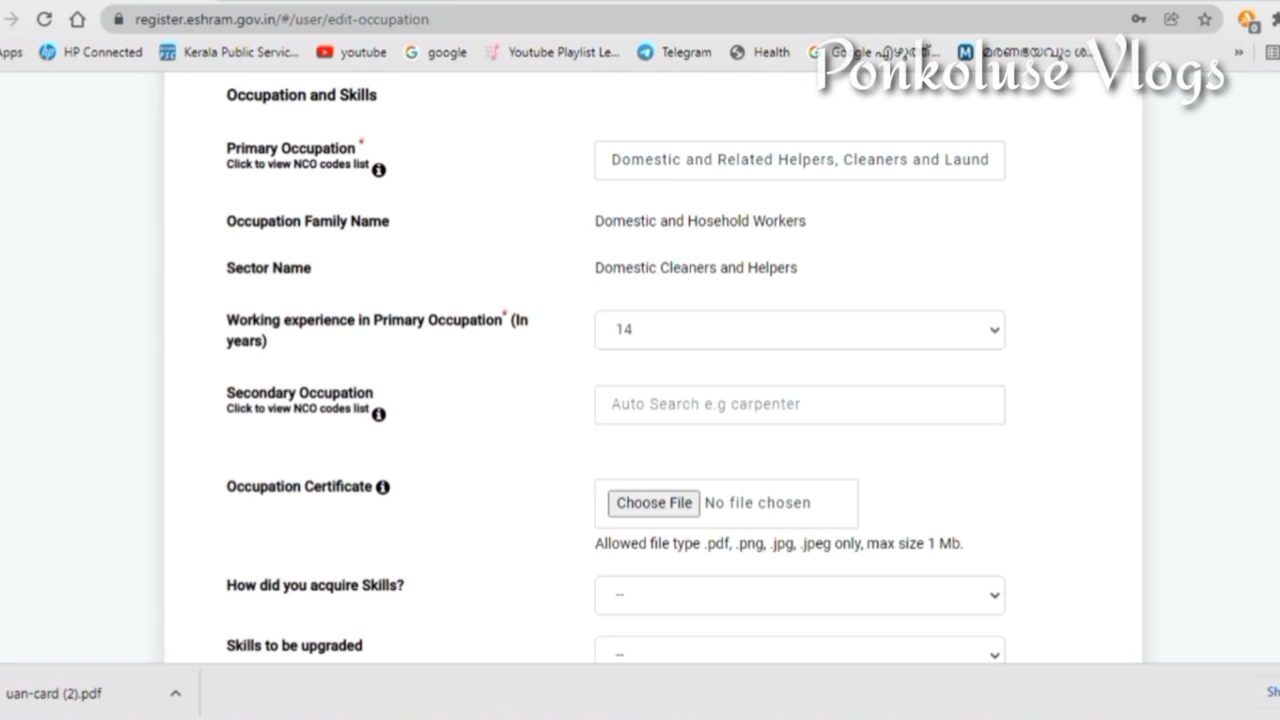 register.eshram.gov.in/#/user/edit-occupation
Apps HP Connected Kerala Public Servic... youtube google Youtube Playlist Le... Telegram Health »
Ponkoluse Vlogs
Occupation and Skills
Primary Occupation * Domestic and Related Helpers, Cleaners and Laund
Click to view NCO codes list
Occupation Family Name Domestic and Hosehold Workers
Sector Name Domestic Cleaners and Helpers
Working experience in Primary Occupation* (In 14
years)
Secondary Occupation Auto Search e.g carpenter
Click to view NCO codes list
Occupation Certificate Choose File No file chosen
Allowed file type .pdf, .png, .jpg, .jpeg only, max size 1 Mb.
How did you acquire Skills? --
Skills to be upgraded --
uan-card (2).pdf Sh